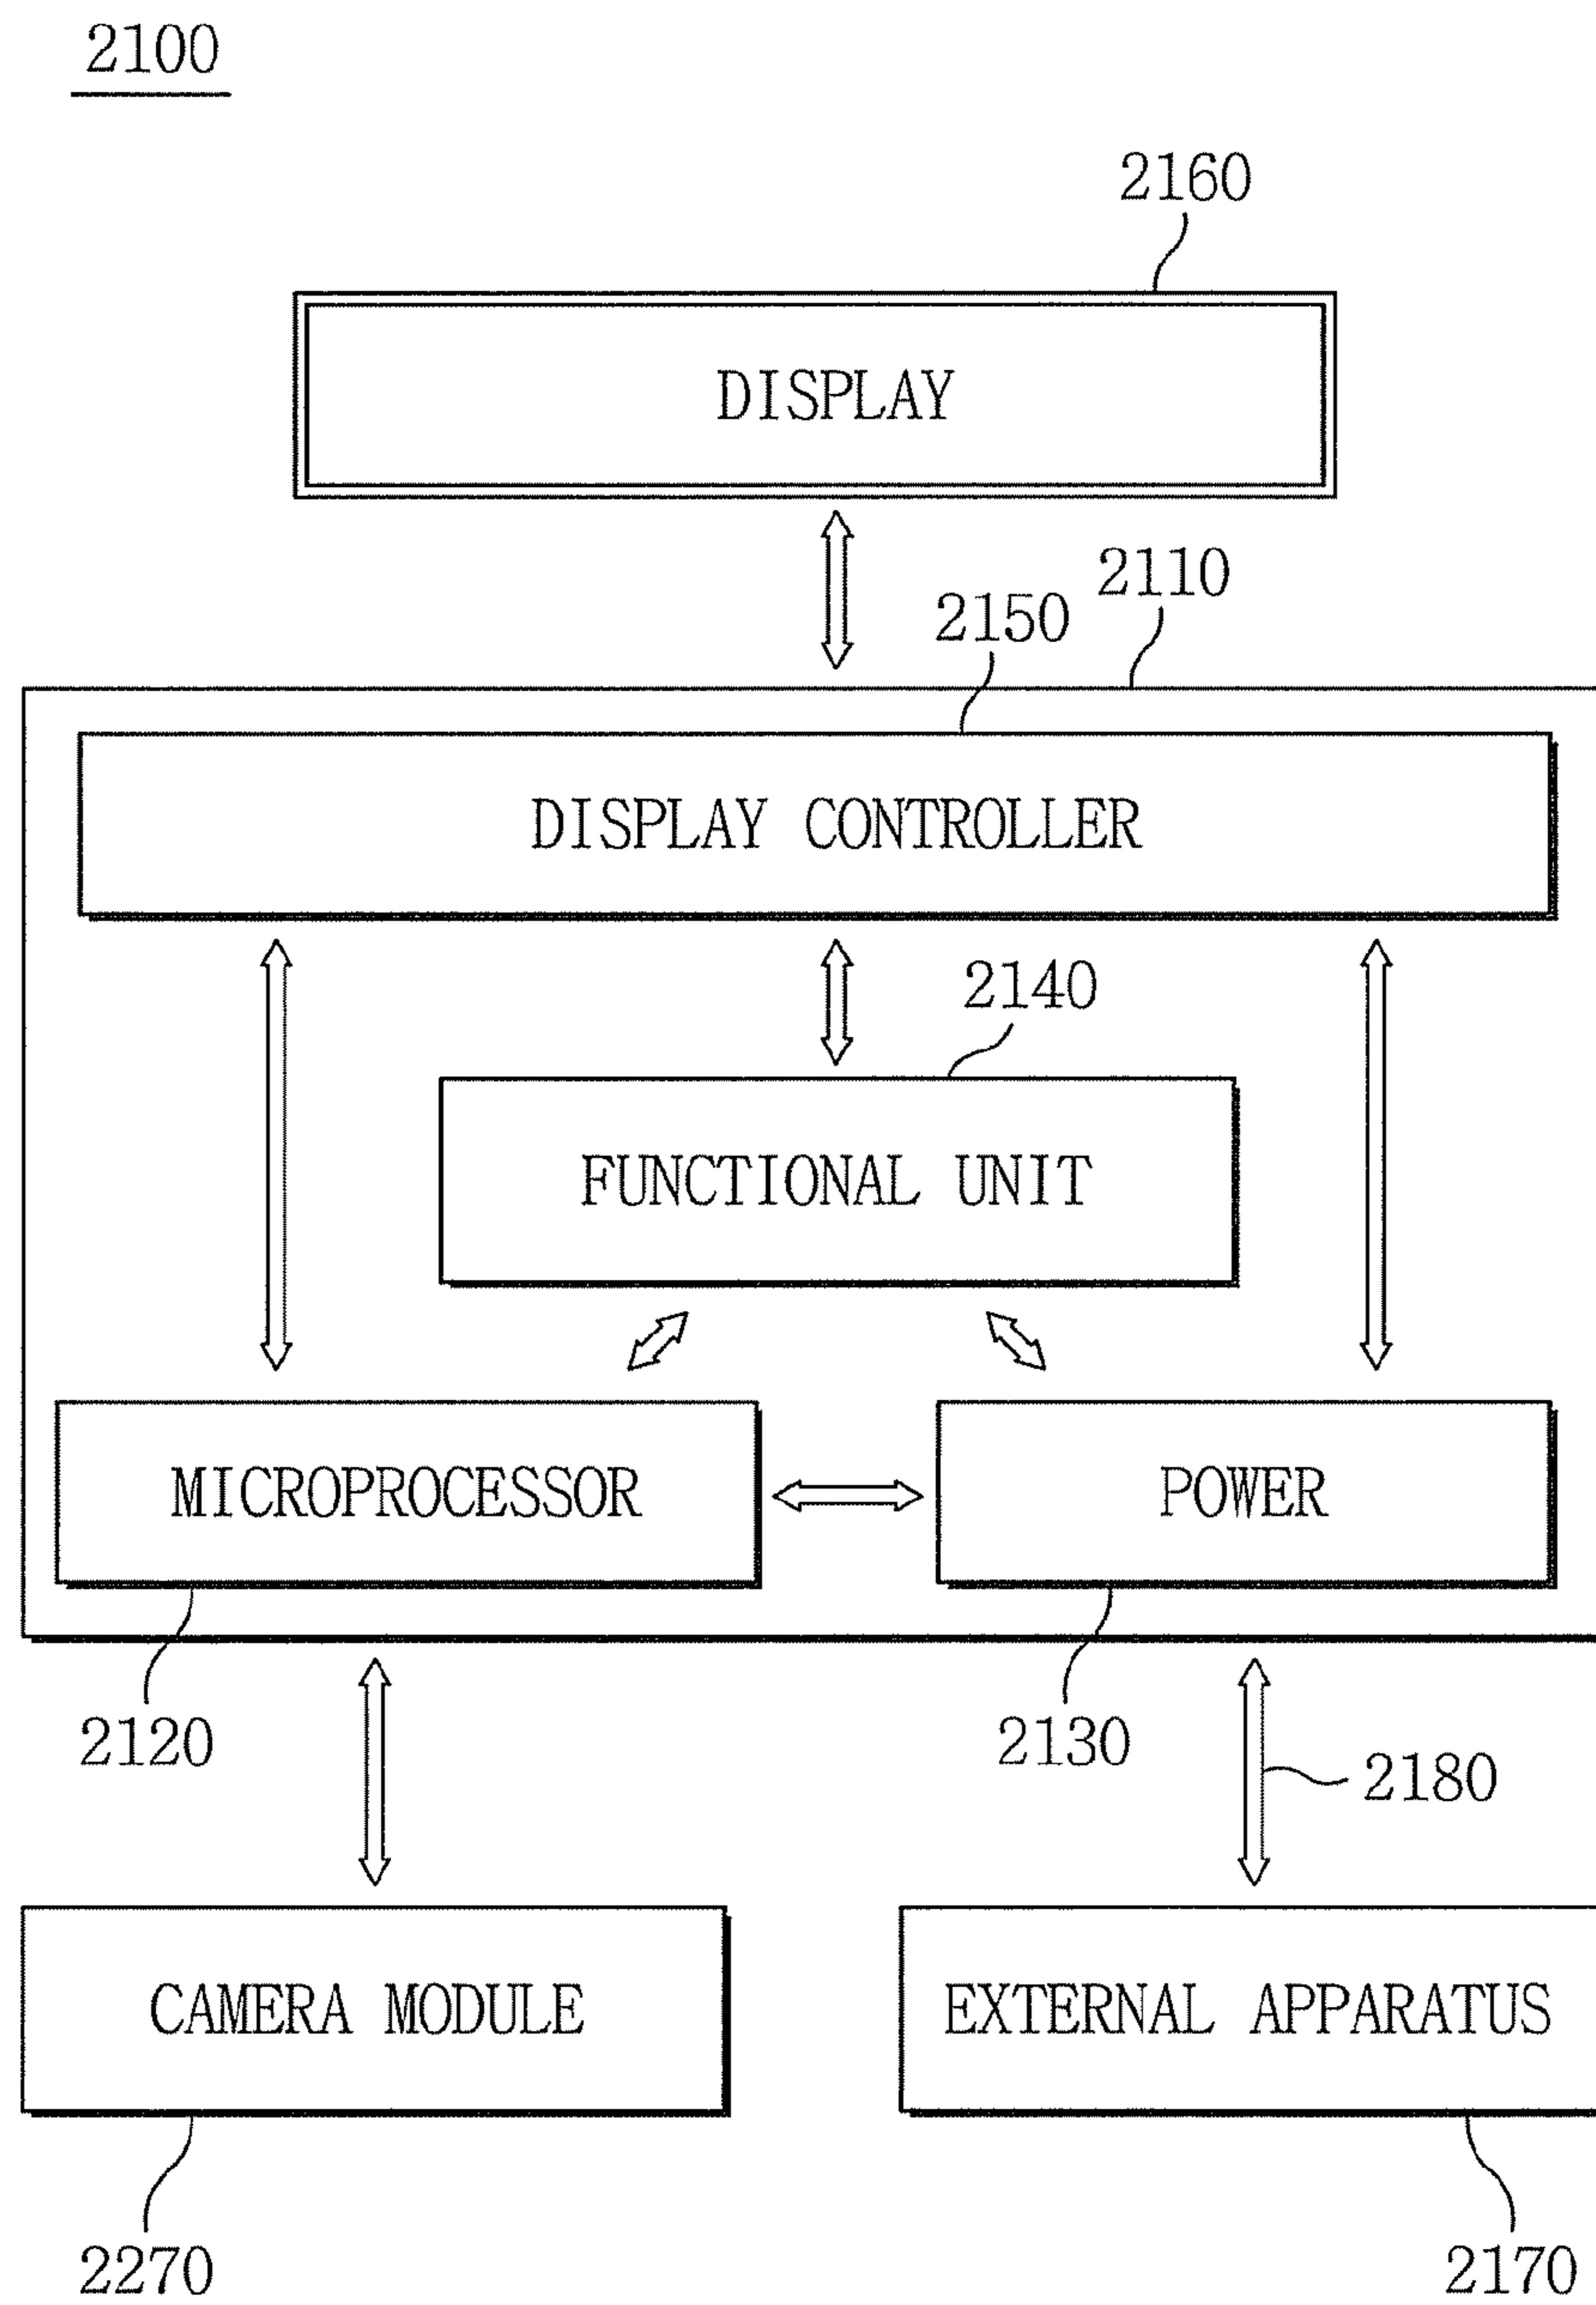 2100
2160
DISPLAY
2110
2150
DISPLAY CONTROLLER
2140
FUNCTIONAL UNIT
MICROPROCESSOR
POWER
2120
2130
2180
CAMERA MODULE
EXTERNAL APPARATUS
2270
2170